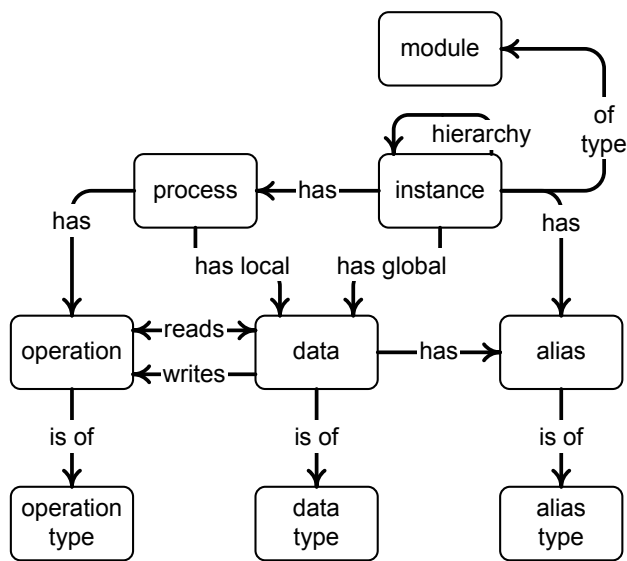 module
of
type
hierarchy
process
has
instance
has
has
has local
has global
operation
reads
writes
data
has
alias
is of
is of
is of
operation
type
data
type
alias
type